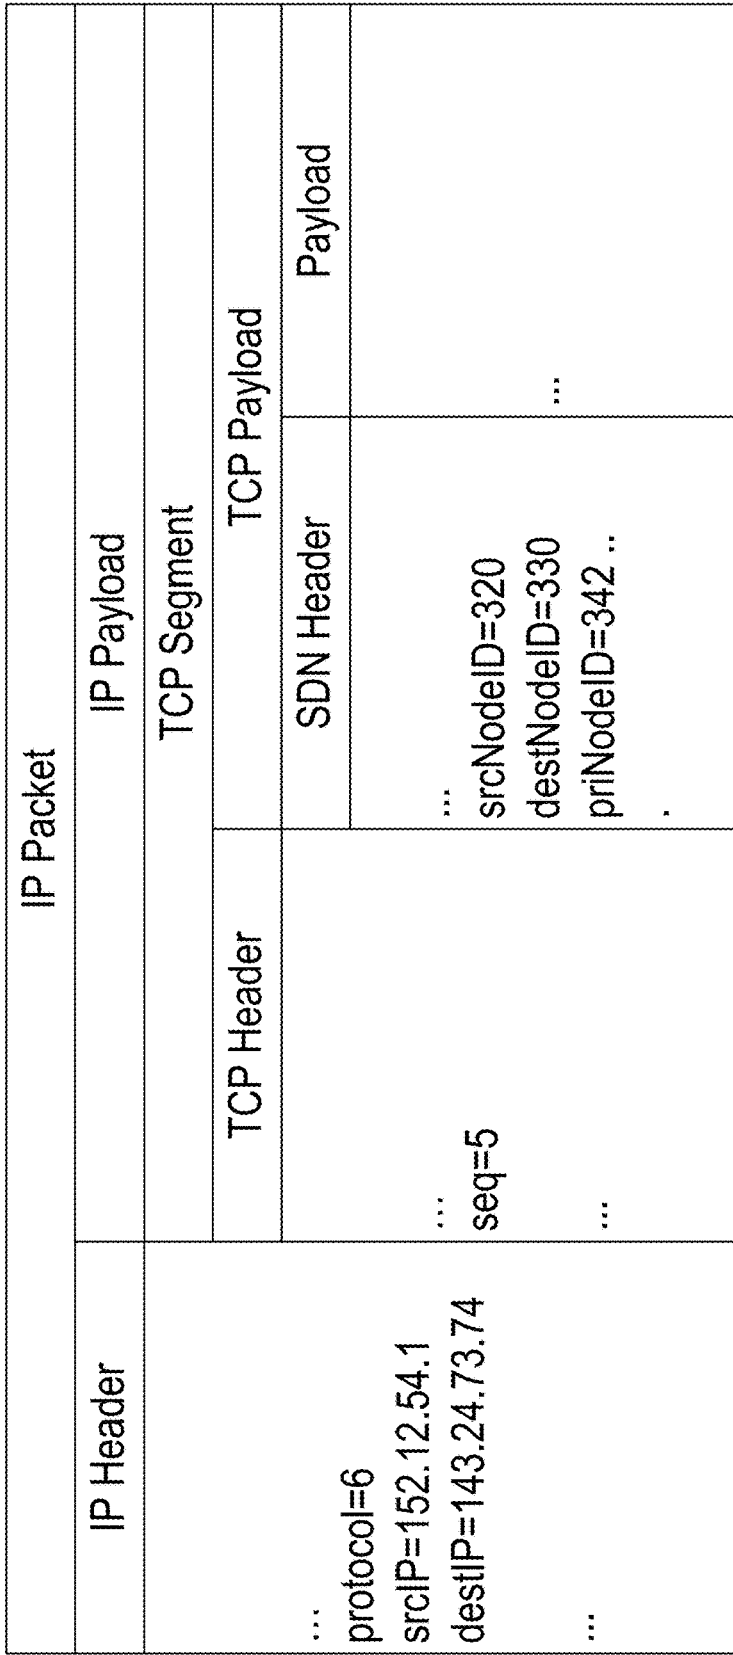 IP Packet
IP Header
IP Payload
TCP Segment
TCP Header
TCP Payload
SDN Header
Payload
...
protocol=6
srcIP=152.12.54.1
destIP=143.24.73.74
...
...
seq=5
...
...
srcNodeID=320
destNodeID=330
priNodeID=342 ..
.
...